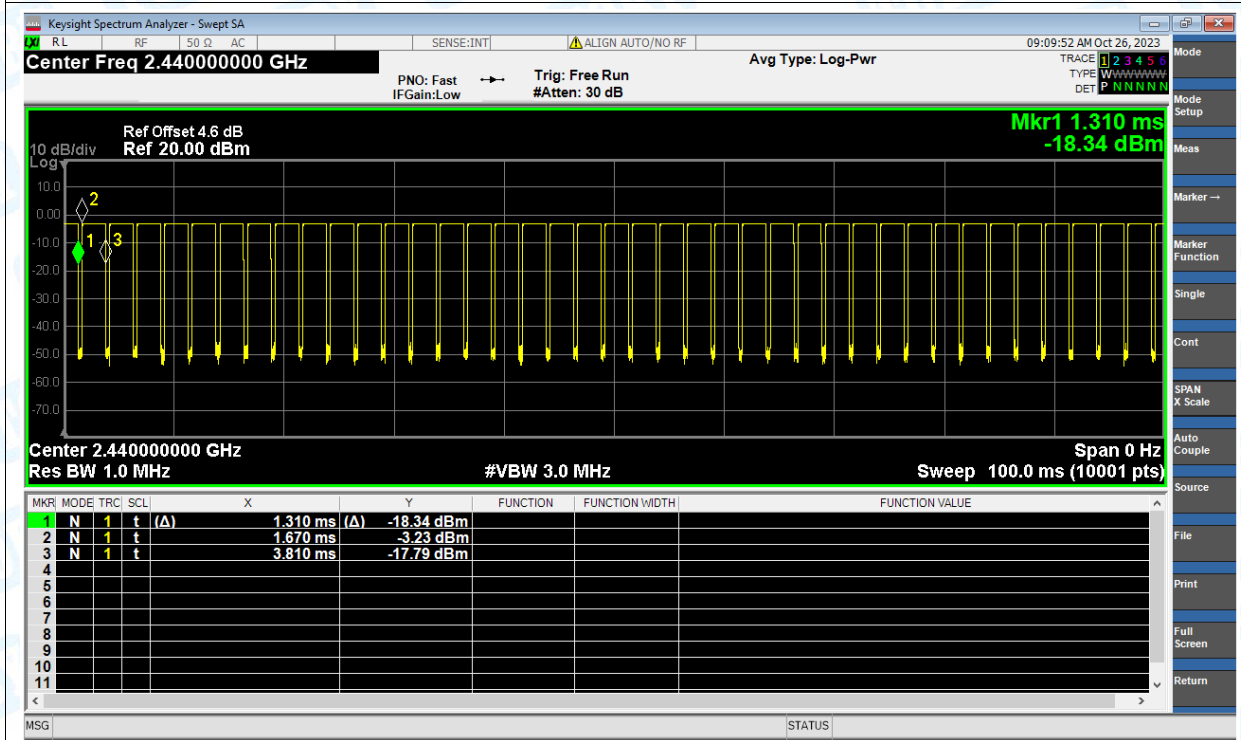 Keysight Spectrum Analyzer - Swept SA
LXI RL RF 50 Ω AC SENSE:INT ALIGN AUTO/NO RF 09:09:52 AM Oct 26, 2023
Center Freq 2.440000000 GHz
PNO: Fast
IFGain:Low
Trig: Free Run
#Atten: 30 dB
Avg Type: Log-Pwr
TRACE 1 2 3 4 5 6
TYPE WWWWWW
DET P N N N N N
Mkr1 1.310 ms
-18.34 dBm
Ref Offset 4.6 dB
10 dB/div Ref 20.00 dBm
Log
10.0
0.00
-10.0
-20.0
-30.0
-40.0
-50.0
-60.0
-70.0
2
1
3
Center 2.440000000 GHz Span 0 Hz
Res BW 1.0 MHz #VBW 3.0 MHz Sweep 100.0 ms (10001 pts)
MKR MODE TRC SCL X Y FUNCTION FUNCTION WIDTH FUNCTION VALUE
1 N 1 t (Δ) 1.310 ms (Δ) -18.34 dBm
2 N 1 t 1.670 ms -3.23 dBm
3 N 1 t 3.810 ms -17.79 dBm
4
5
6
7
8
9
10
11
MSG STATUS
Mode
Mode
Setup
Meas
Marker →
Marker
Function
Single
Cont
SPAN
X Scale
Auto
Couple
Source
File
Print
Full
Screen
Return